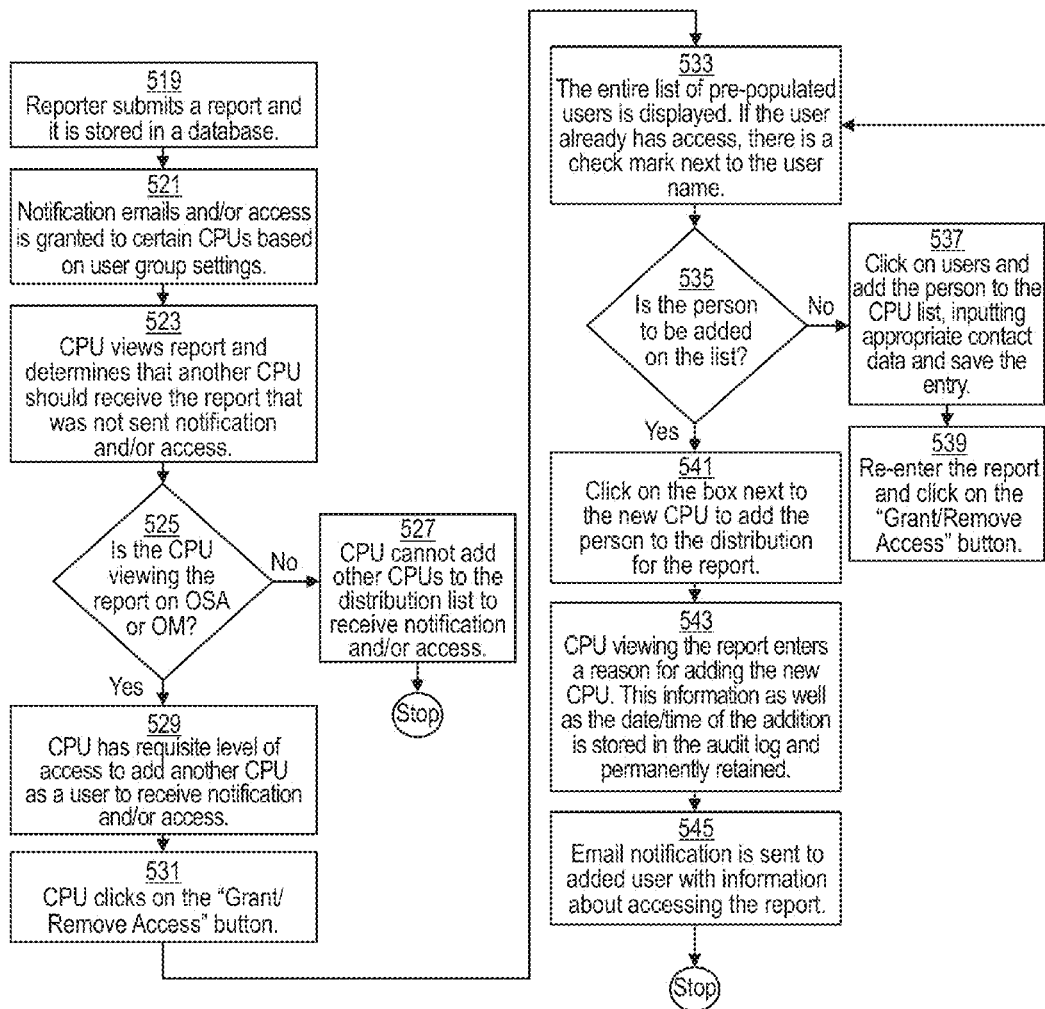 519
Reporter submits a report and
it is stored in a database.
521
Notification emails and/or access
is granted to certain CPUs based
on user group settings.
523
CPU views report and
determines that another CPU
should receive the report that
was not sent notification
and/or access.
525
Is the CPU
viewing the
report on OSA
or OM?
No
Yes
527
CPU cannot add
other CPUs to the
distribution list to
receive notification
and/or access.
Stop
529
CPU has requisite level of
access to add another CPU
as a user to receive notification
and/or access.
531
CPU clicks on the “Grant/
Remove Access” button.
533
The entire list of pre-populated
users is displayed. If the user
already has access, there is a
check mark next to the user
name.
535
Is the person
to be added
on the list?
No
Yes
537
Click on users and
add the person to the
CPU list, inputting
appropriate contact
data and save the
entry.
539
Re-enter the report
and click on the
“Grant/Remove
Access” button.
541
Click on the box next to
the new CPU to add the
person to the distribution
for the report.
543
CPU viewing the report enters
a reason for adding the new
CPU. This information as well
as the date/time of the addition
is stored in the audit log and
permanently retained.
545
Email notification is sent to
added user with information
about accessing the report.
Stop